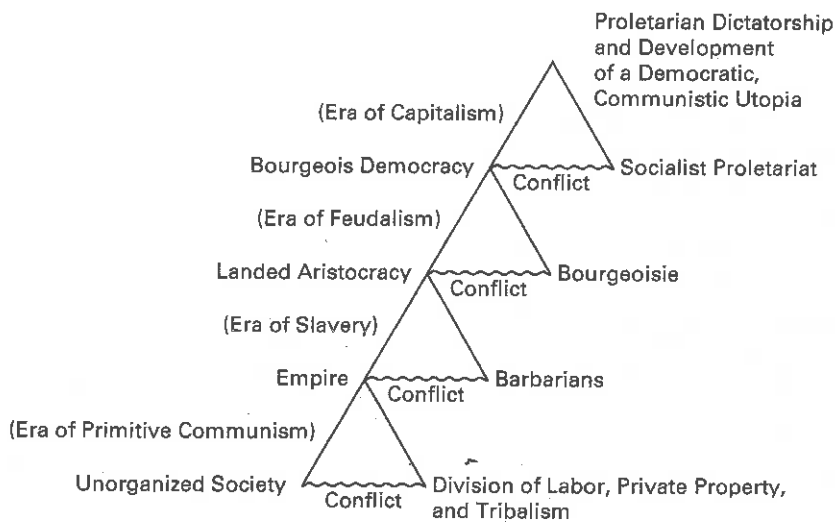 Proletarian Dictatorship
and Development
of a Democratic,
Communistic Utopia
(Era of Capitalism)
Bourgeois Democracy
Conflict
Socialist Proletariat
(Era of Feudalism)
Landed Aristocracy
Conflict
Bourgeoisie
(Era of Slavery)
Empire
Conflict
Barbarians
(Era of Primitive Communism)
Unorganized Society
Conflict
Division of Labor, Private Property,
and Tribalism